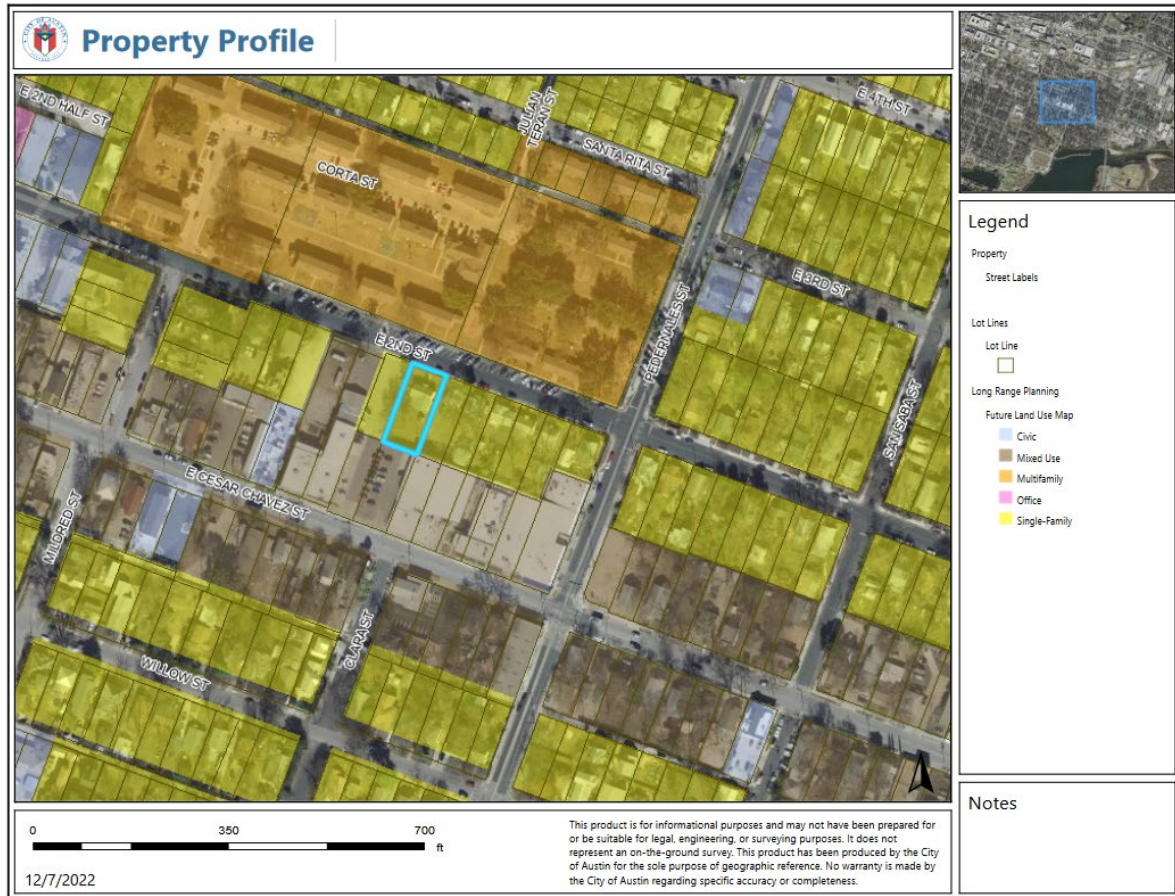 CITY OF AUSTIN
Property Profile
E 2ND HALF ST
JULIAN
TERAN ST
E 4TH ST
SANTA RITA ST
CORTA ST
E 3RD ST
PEDERNALES ST
E 2ND ST
SAN SABA ST
E CESAR CHAVEZ ST
MILDRED ST
CLARA ST
WILLOW ST
0 350 700
ft
12/7/2022
This product is for informational purposes and may not have been prepared for
or be suitable for legal, engineering, or surveying purposes. It does not
represent an on-the-ground survey. This product has been produced by the City
of Austin for the sole purpose of geographic reference. No warranty is made by
the City of Austin regarding specific accuracy or completeness.
Legend
Property
Street Labels
Lot Lines
Lot Line
Long Range Planning
Future Land Use Map
Civic
Mixed Use
Multifamily
Office
Single-Family
Notes